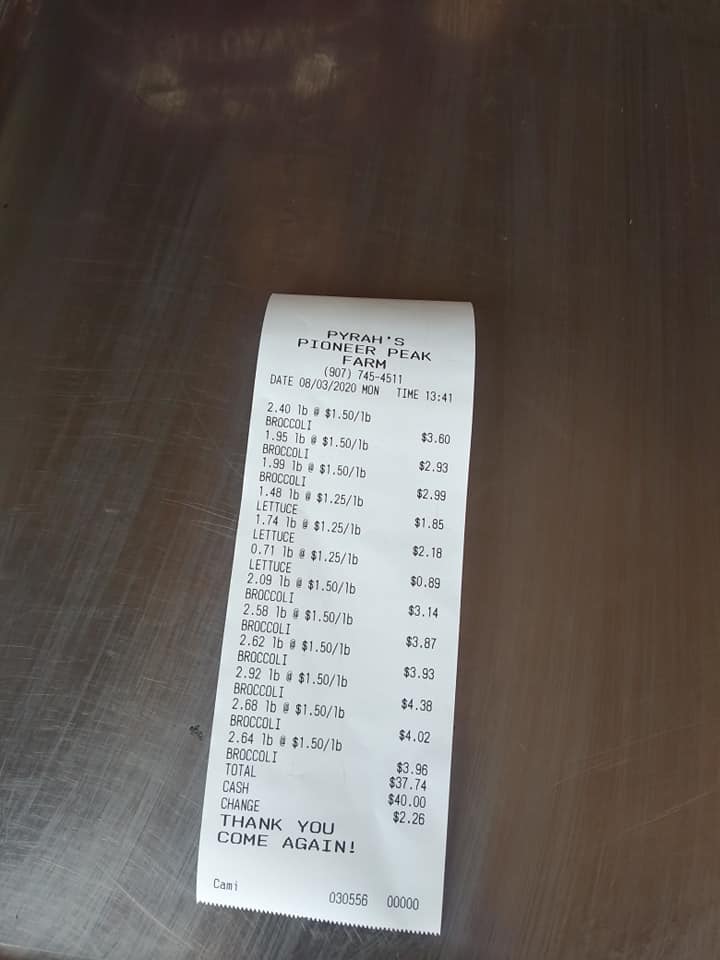 PYRAH'S
PIONEER PEAK
FARM
(907) 745-4511
DATE 08/03/2020 MON TIME 13:41
2.40 lb @ $1.50/lb
BROCCOLI $3.60
1.95 lb @ $1.50/lb
BROCCOLI $2.93
1.99 lb @ $1.50/lb
BROCCOLI $2.99
1.48 lb @ $1.25/lb
LETTUCE $1.85
1.74 lb @ $1.25/lb
LETTUCE $2.18
0.71 lb @ $1.25/lb
LETTUCE $0.89
2.09 lb @ $1.50/lb
BROCCOLI $3.14
2.58 lb @ $1.50/lb
BROCCOLI $3.87
2.62 lb @ $1.50/lb
BROCCOLI $3.93
2.92 lb @ $1.50/lb
BROCCOLI $4.38
2.68 lb @ $1.50/lb
BROCCOLI $4.02
2.64 lb @ $1.50/lb
BROCCOLI $3.96
TOTAL $37.74
CASH $40.00
CHANGE $2.26
THANK YOU
COME AGAIN!
Cami 030556 00000